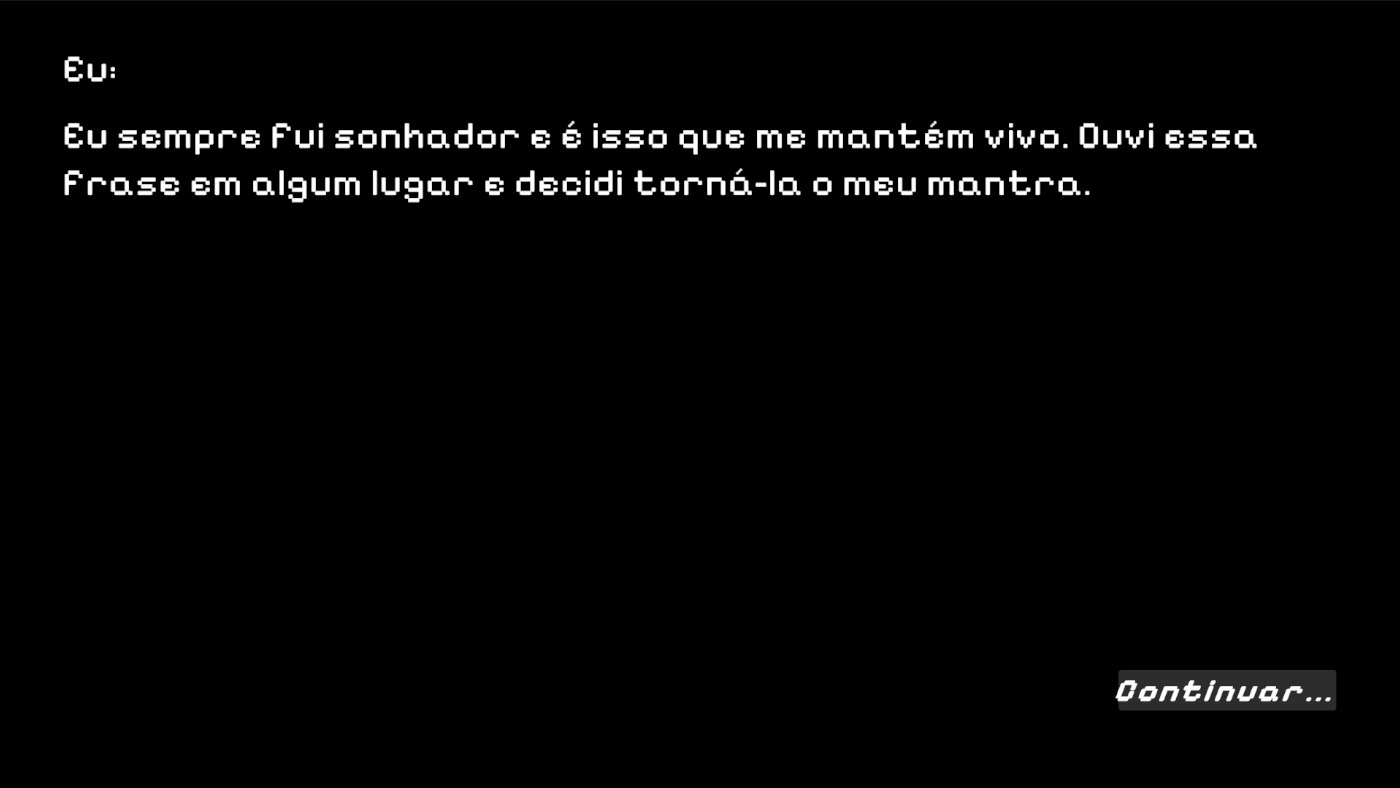 Eu:
Eu sempre fui sonhador e é isso que me mantém vivo. Ouvi essa
frase em algum lugar e decidi torná-la o meu mantra.
Continuar...